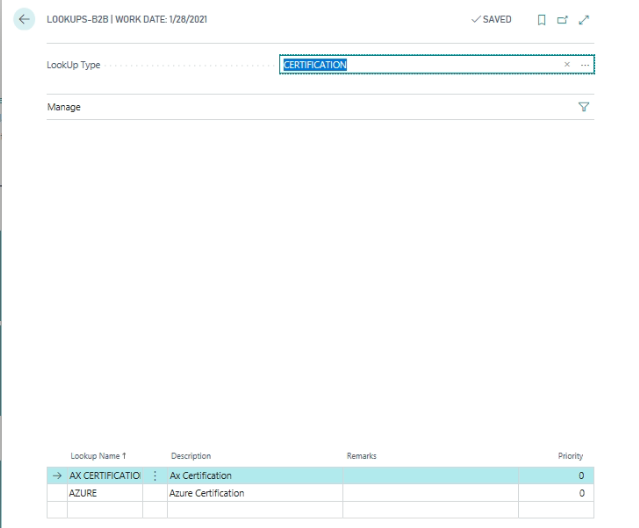 LOOKUPS-B2B | WORK DATE: 1/28/2021
✓ SAVED
LookUp Type
CERTIFICATION
Manage
Lookup Name ↑ Description Remarks Priority
AX CERTIFICATIO Ax Certification 0
AZURE Azure Certification 0